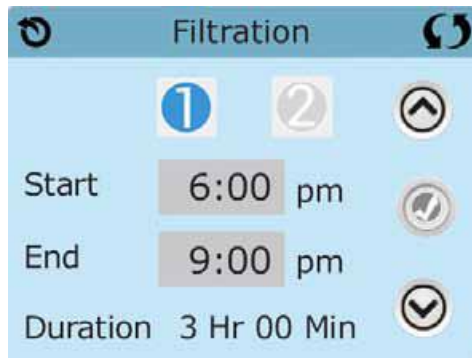 Filtration
1 2
Start 6:00 pm
End 9:00 pm
Duration 3 Hr 00 Min